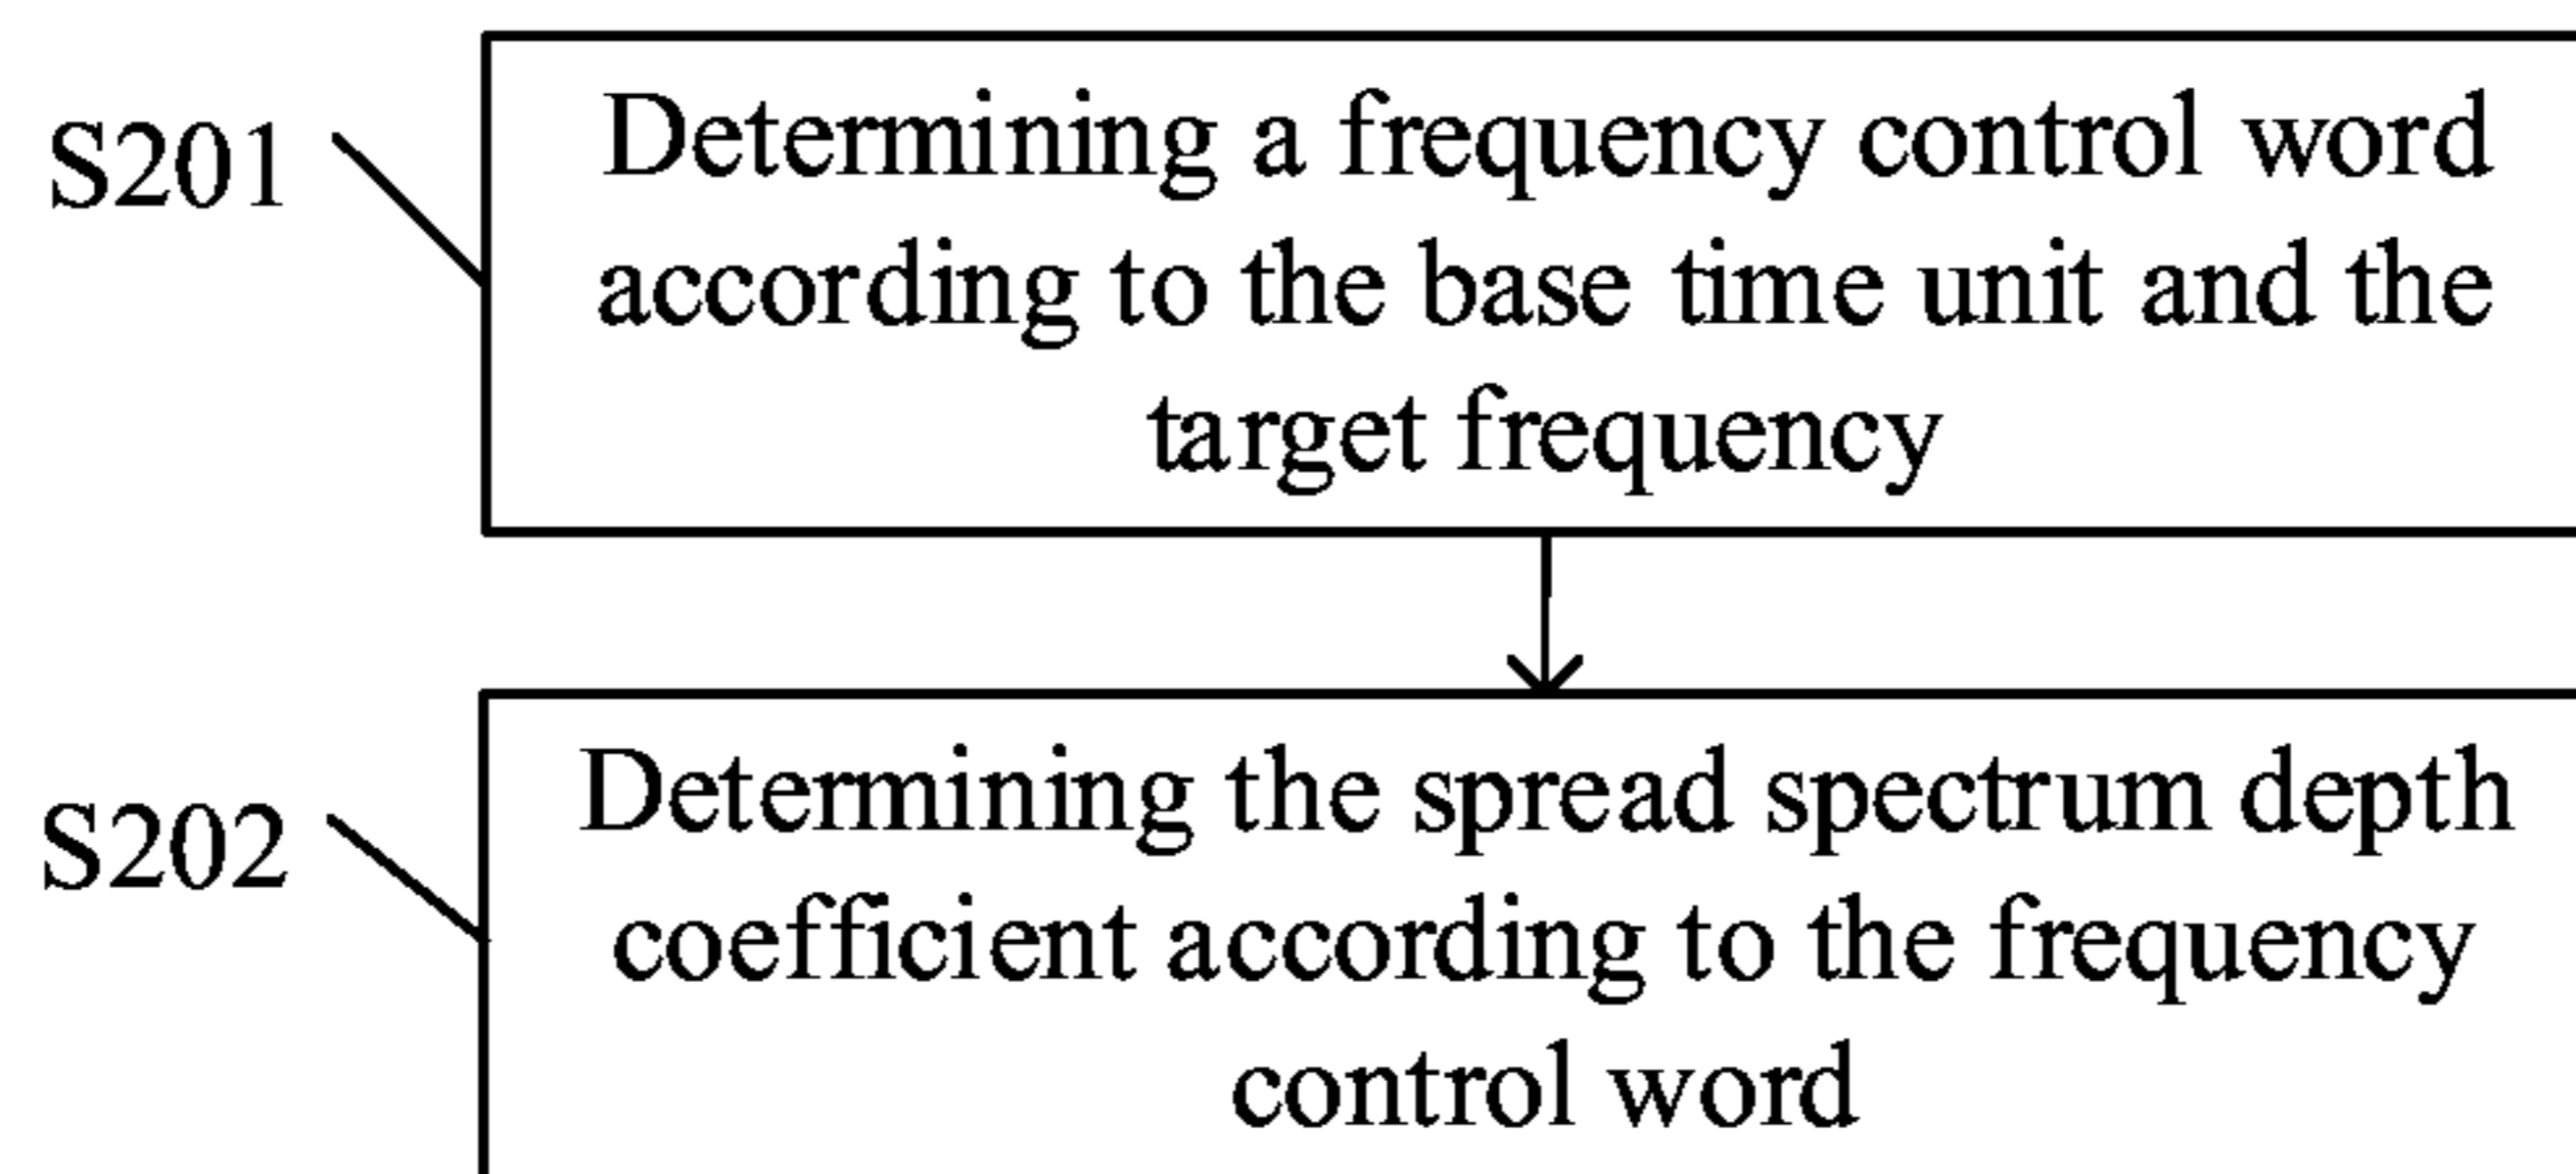 S201
Determining a frequency control word
according to the base time unit and the
target frequency
S202
Determining the spread spectrum depth
coefficient according to the frequency
control word